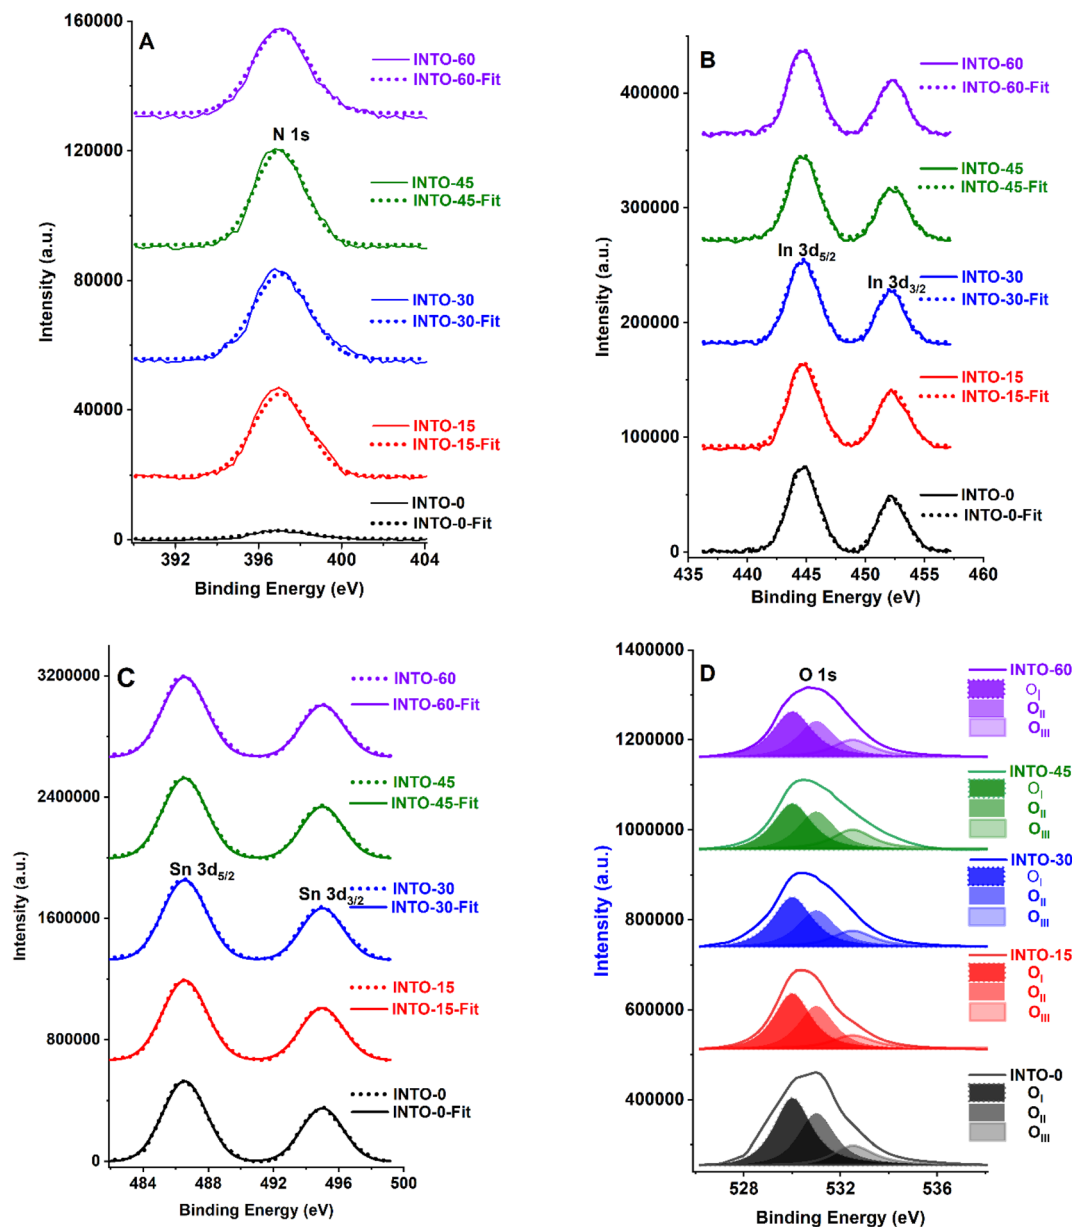 A
160000
120000
80000
40000
0
Intensity (a.u.)
INTO-60
INTO-60-Fit
N 1s
INTO-45
INTO-45-Fit
INTO-30
INTO-30-Fit
INTO-15
INTO-15-Fit
INTO-0
INTO-0-Fit
392 396 400 404
Binding Energy (eV)
B
400000
300000
200000
100000
0
Intensity (a.u.)
INTO-60
INTO-60-Fit
INTO-45
INTO-45-Fit
In 3d5/2
In 3d3/2
INTO-30
INTO-30-Fit
INTO-15
INTO-15-Fit
INTO-0
INTO-0-Fit
435 440 445 450 455 460
Binding Energy (eV)
C
3200000
2400000
1600000
800000
0
Intensity (a.u.)
INTO-60
INTO-60-Fit
INTO-45
INTO-45-Fit
Sn 3d5/2
Sn 3d3/2
INTO-30
INTO-30-Fit
INTO-15
INTO-15-Fit
INTO-0
INTO-0-Fit
484 488 492 496 500
Binding Energy (eV)
D
1400000
1200000
1000000
800000
600000
400000
Intensity (a.u.)
O 1s
INTO-60
OI
OII
OIII
INTO-45
OI
OII
OIII
INTO-30
OI
OII
OIII
INTO-15
OI
OII
OIII
INTO-0
OI
OII
OIII
528 532 536
Binding Energy (eV)